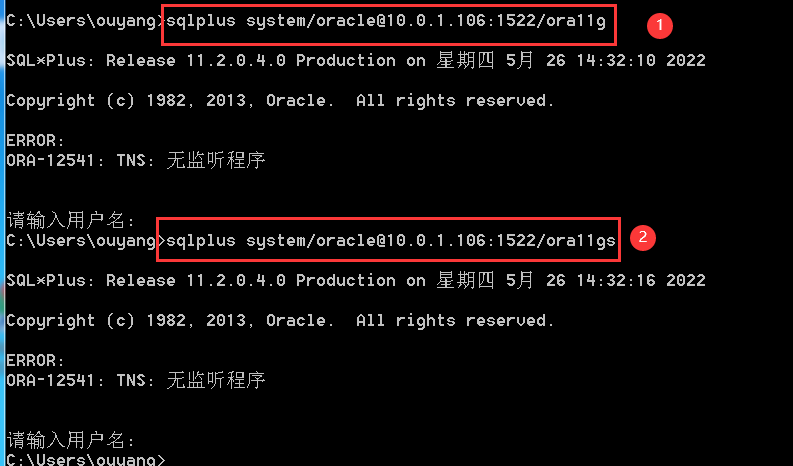 C:\Users\ouyang>sqlplus system/oracle@10.0.1.106:1522/ora11g
1
SQL*Plus: Release 11.2.0.4.0 Production on 星期四 5月 26 14:32:10 2022
Copyright (c) 1982, 2013, Oracle.  All rights reserved.
ERROR:
ORA-12541: TNS: 无监听程序
请输入用户名:
C:\Users\ouyang>sqlplus system/oracle@10.0.1.106:1522/ora11gs
2
SQL*Plus: Release 11.2.0.4.0 Production on 星期四 5月 26 14:32:16 2022
Copyright (c) 1982, 2013, Oracle.  All rights reserved.
ERROR:
ORA-12541: TNS: 无监听程序
请输入用户名:
C:\Users\ouyang>